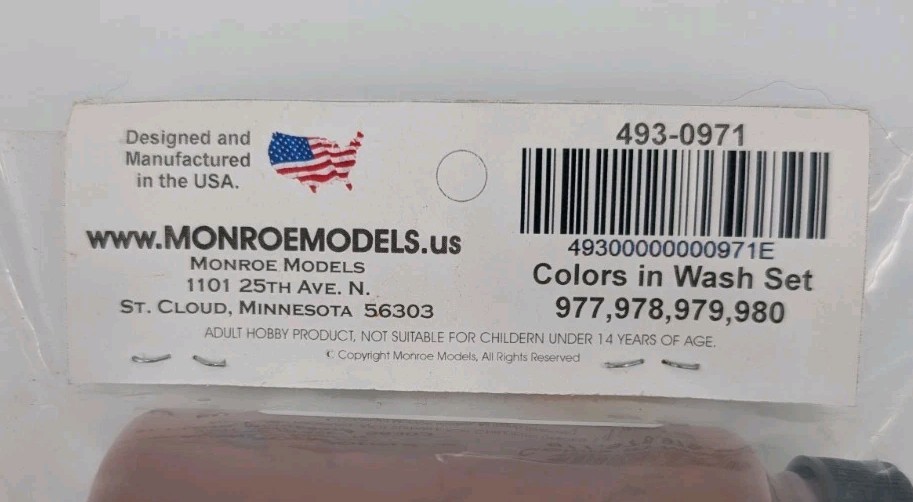 Designed and
Manufactured
in the USA.
www.MONROEMODELS.us
MONROE MODELS
1101 25TH AVE. N.
ST. CLOUD, MINNESOTA 56303
493-0971
49300000000971E
Colors in Wash Set
977,978,979,980
ADULT HOBBY PRODUCT, NOT SUITABLE FOR CHILDERN UNDER 14 YEARS OF AGE.
© Copyright Monroe Models, All Rights Reserved